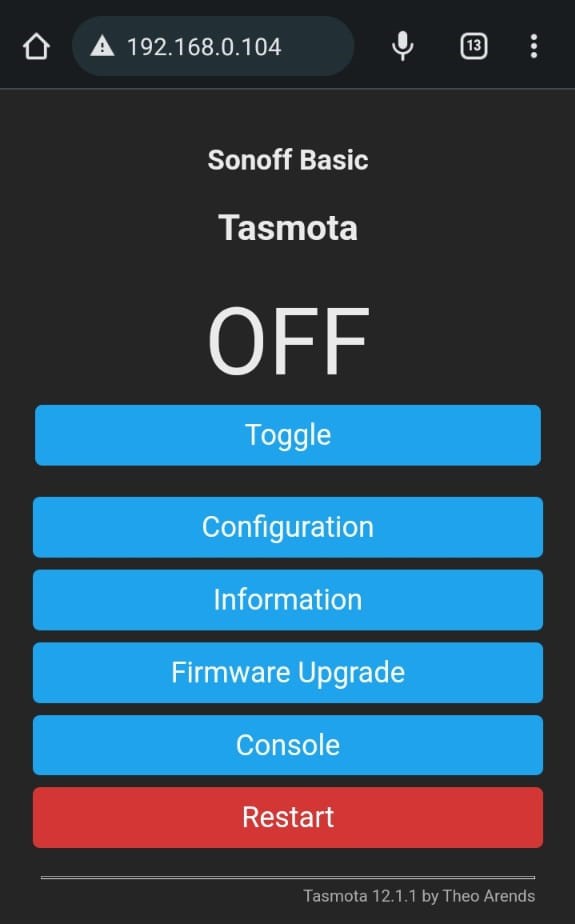 192.168.0.104
13
Sonoff Basic
Tasmota
OFF
Toggle
Configuration
Information
Firmware Upgrade
Console
Restart
Tasmota 12.1.1 by Theo Arends